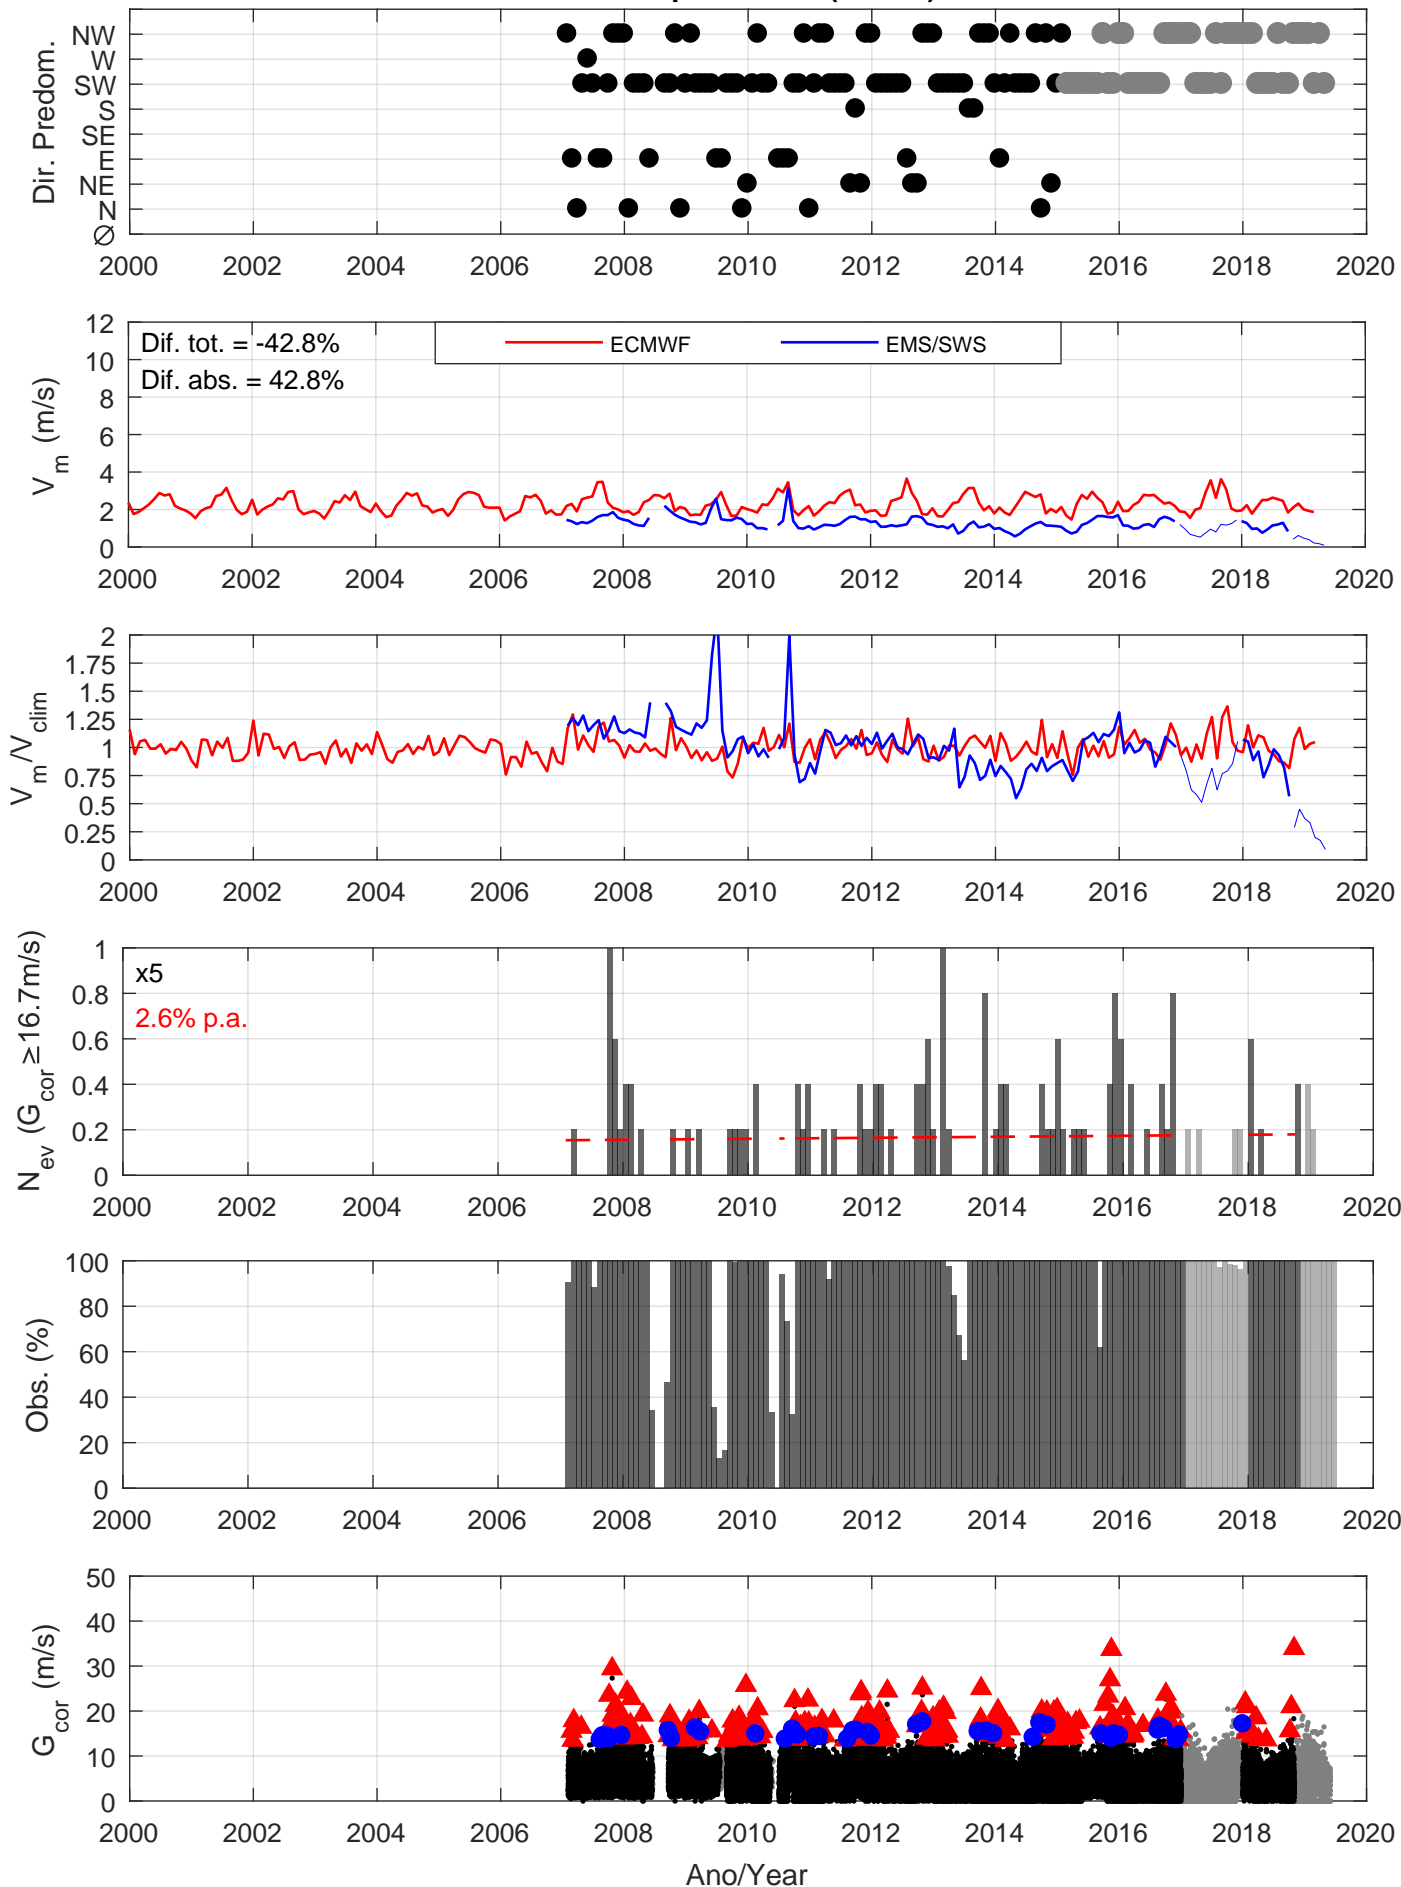 Dir. Predom.
NW
W
SW
S
SE
E
NE
N
Ø
2000 2002 2004 2006 2008 2010 2012 2014 2016 2018 2020
V_m (m/s)
12
10
8
6
4
2
0
Dif. tot. = -42.8%
Dif. abs. = 42.8%
ECMWF EMS/SWS
2000 2002 2004 2006 2008 2010 2012 2014 2016 2018 2020
V_m/V_clim
2
1.75
1.5
1.25
1
0.75
0.5
0.25
0
2000 2002 2004 2006 2008 2010 2012 2014 2016 2018 2020
N_ev (G_cor ≥16.7m/s)
1
0.8
0.6
0.4
0.2
0
x5
2.6% p.a.
2000 2002 2004 2006 2008 2010 2012 2014 2016 2018 2020
Obs. (%)
100
80
60
40
20
0
2000 2002 2004 2006 2008 2010 2012 2014 2016 2018 2020
G_cor (m/s)
50
40
30
20
10
0
2000 2002 2004 2006 2008 2010 2012 2014 2016 2018 2020
Ano/Year